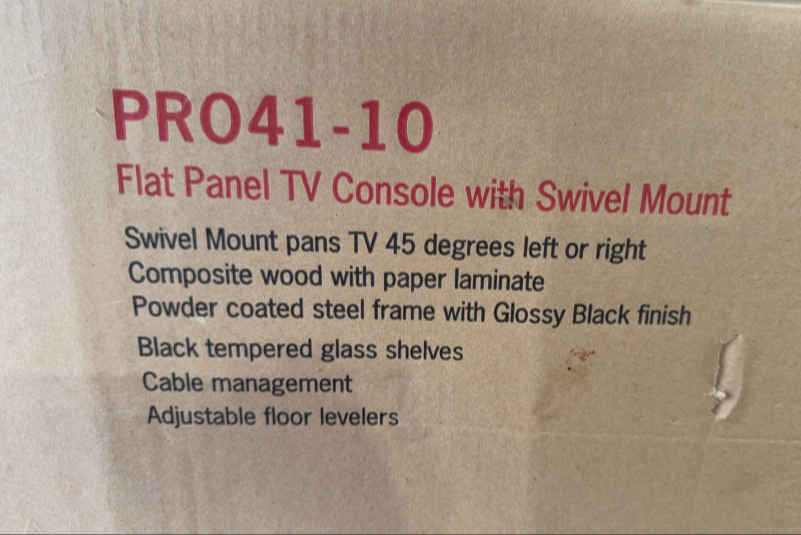 PRO41-10
Flat Panel TV Console with Swivel Mount
Swivel Mount pans TV 45 degrees left or right
Composite wood with paper laminate
Powder coated steel frame with Glossy Black finish
Black tempered glass shelves
Cable management
Adjustable floor levelers